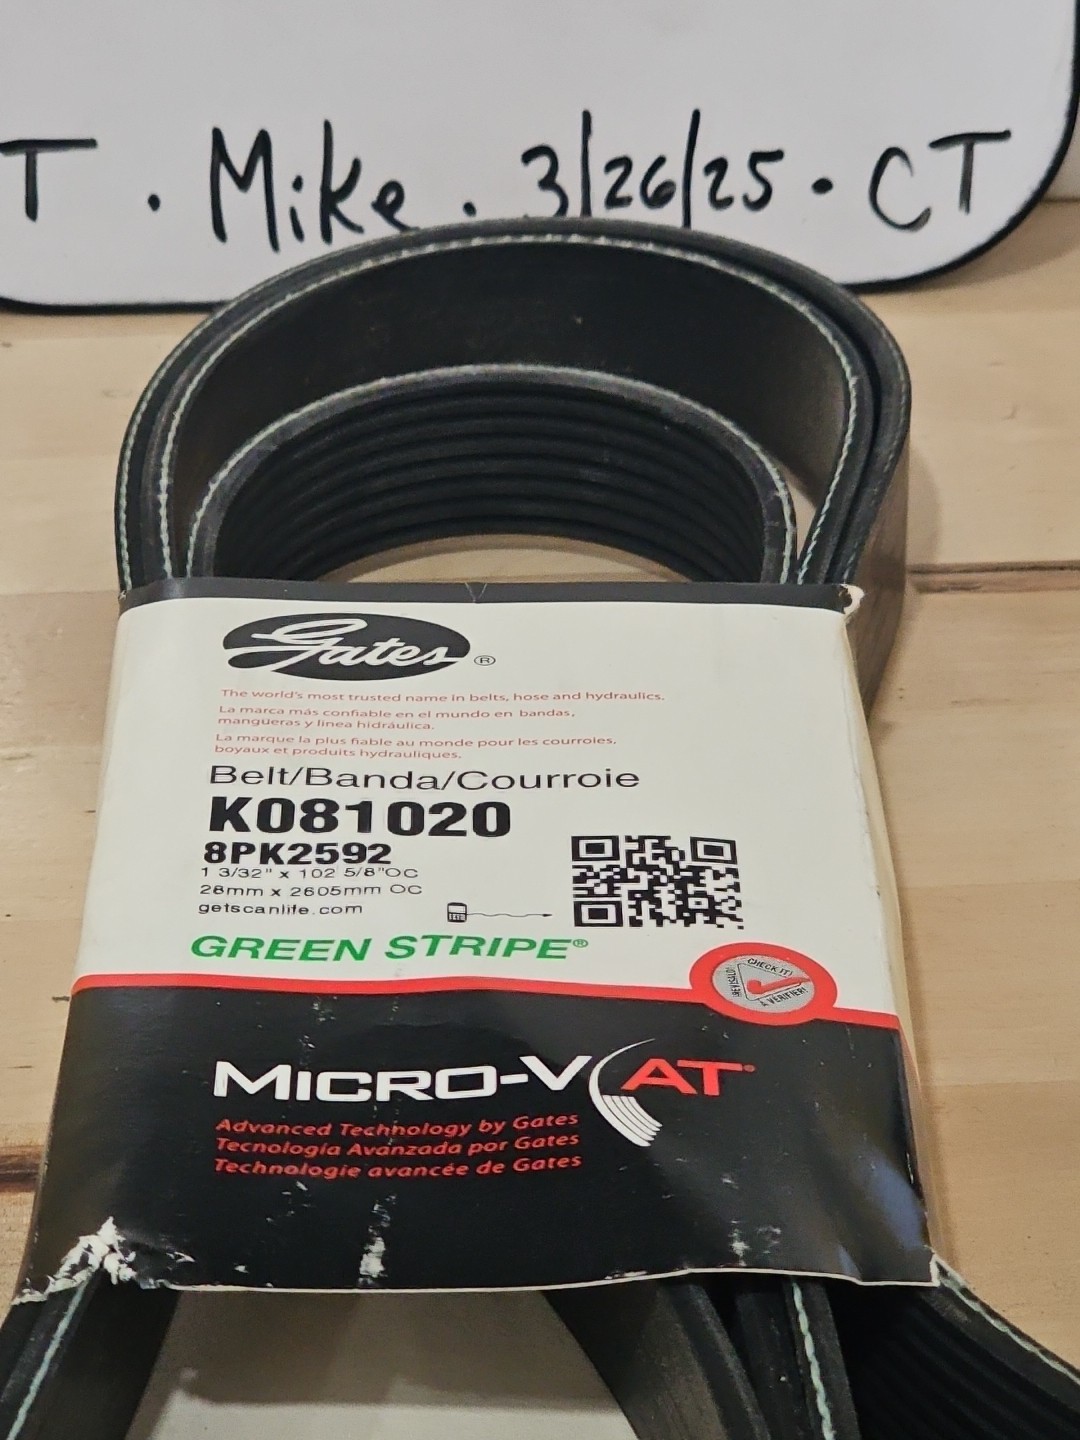 T . Mike . 3/26/25 . CT
Gates ®
The world's most trusted name in belts, hose and hydraulics.
La marca más confiable en el mundo en bandas,
mangueras y línea hidráulica.
La marque la plus fiable au monde pour les courroies,
boyaux et produits hydrauliques.
Belt/Banda/Courroie
K081020
8PK2592
1 3/32" x 102 5/8"OC
28mm x 2605mm OC
getscanlife.com
GREEN STRIPE®
¡REVÍSALO!
CHECK IT!
À VÉRIFIER!
MICRO-V AT®
Advanced Technology by Gates
Tecnología Avanzada por Gates
Technologie avancée de Gates